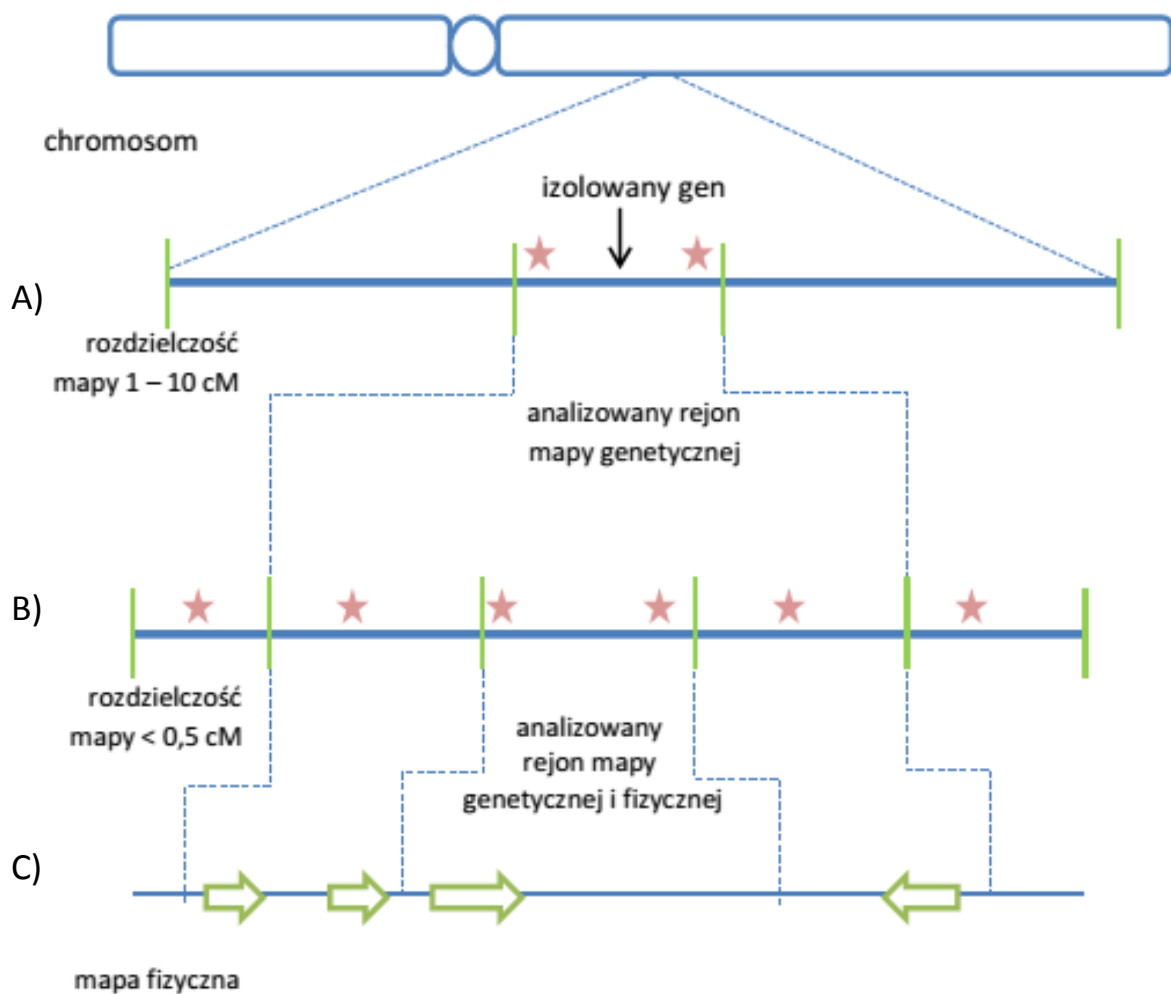 chromosom
izolowany gen
A)
rozdzielczość
mapy 1 – 10 cM
analizowany rejon
mapy genetycznej
B)
rozdzielczość
mapy < 0,5 cM
analizowany
rejon mapy
genetycznej i fizycznej
C)
mapa fizyczna